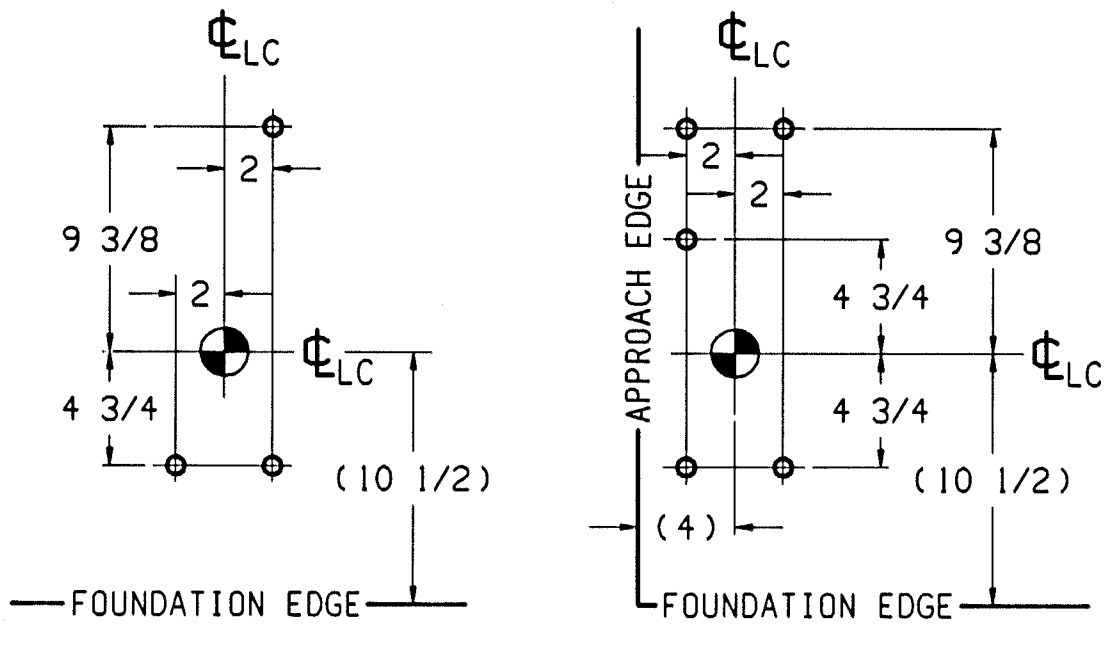 ℄LC
2
9 3/8
2
℄LC
4 3/4
(10 1/2)
FOUNDATION EDGE
℄LC
2
2
APPROACH EDGE
9 3/8
4 3/4
℄LC
4 3/4
(10 1/2)
(4)
FOUNDATION EDGE